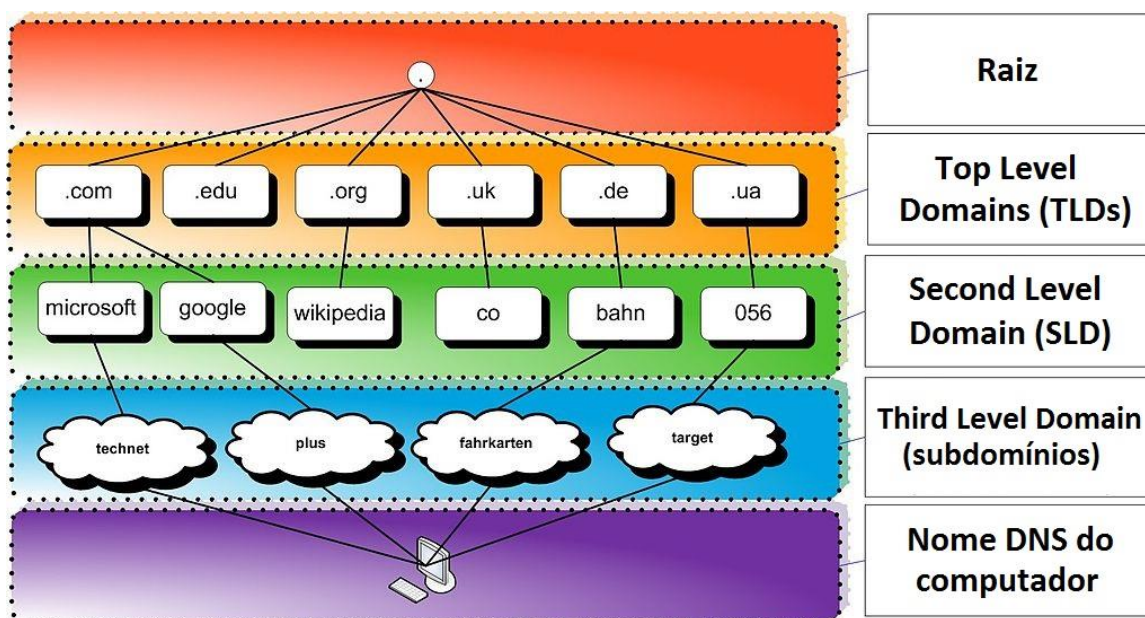 .
Raiz
.com .edu .org .uk .de .ua
Top Level
Domains (TLDs)
microsoft google wikipedia co bahn 056
Second Level
Domain (SLD)
technet plus fahrkarten target
Third Level Domain
(subdomínios)
Nome DNS do
computador